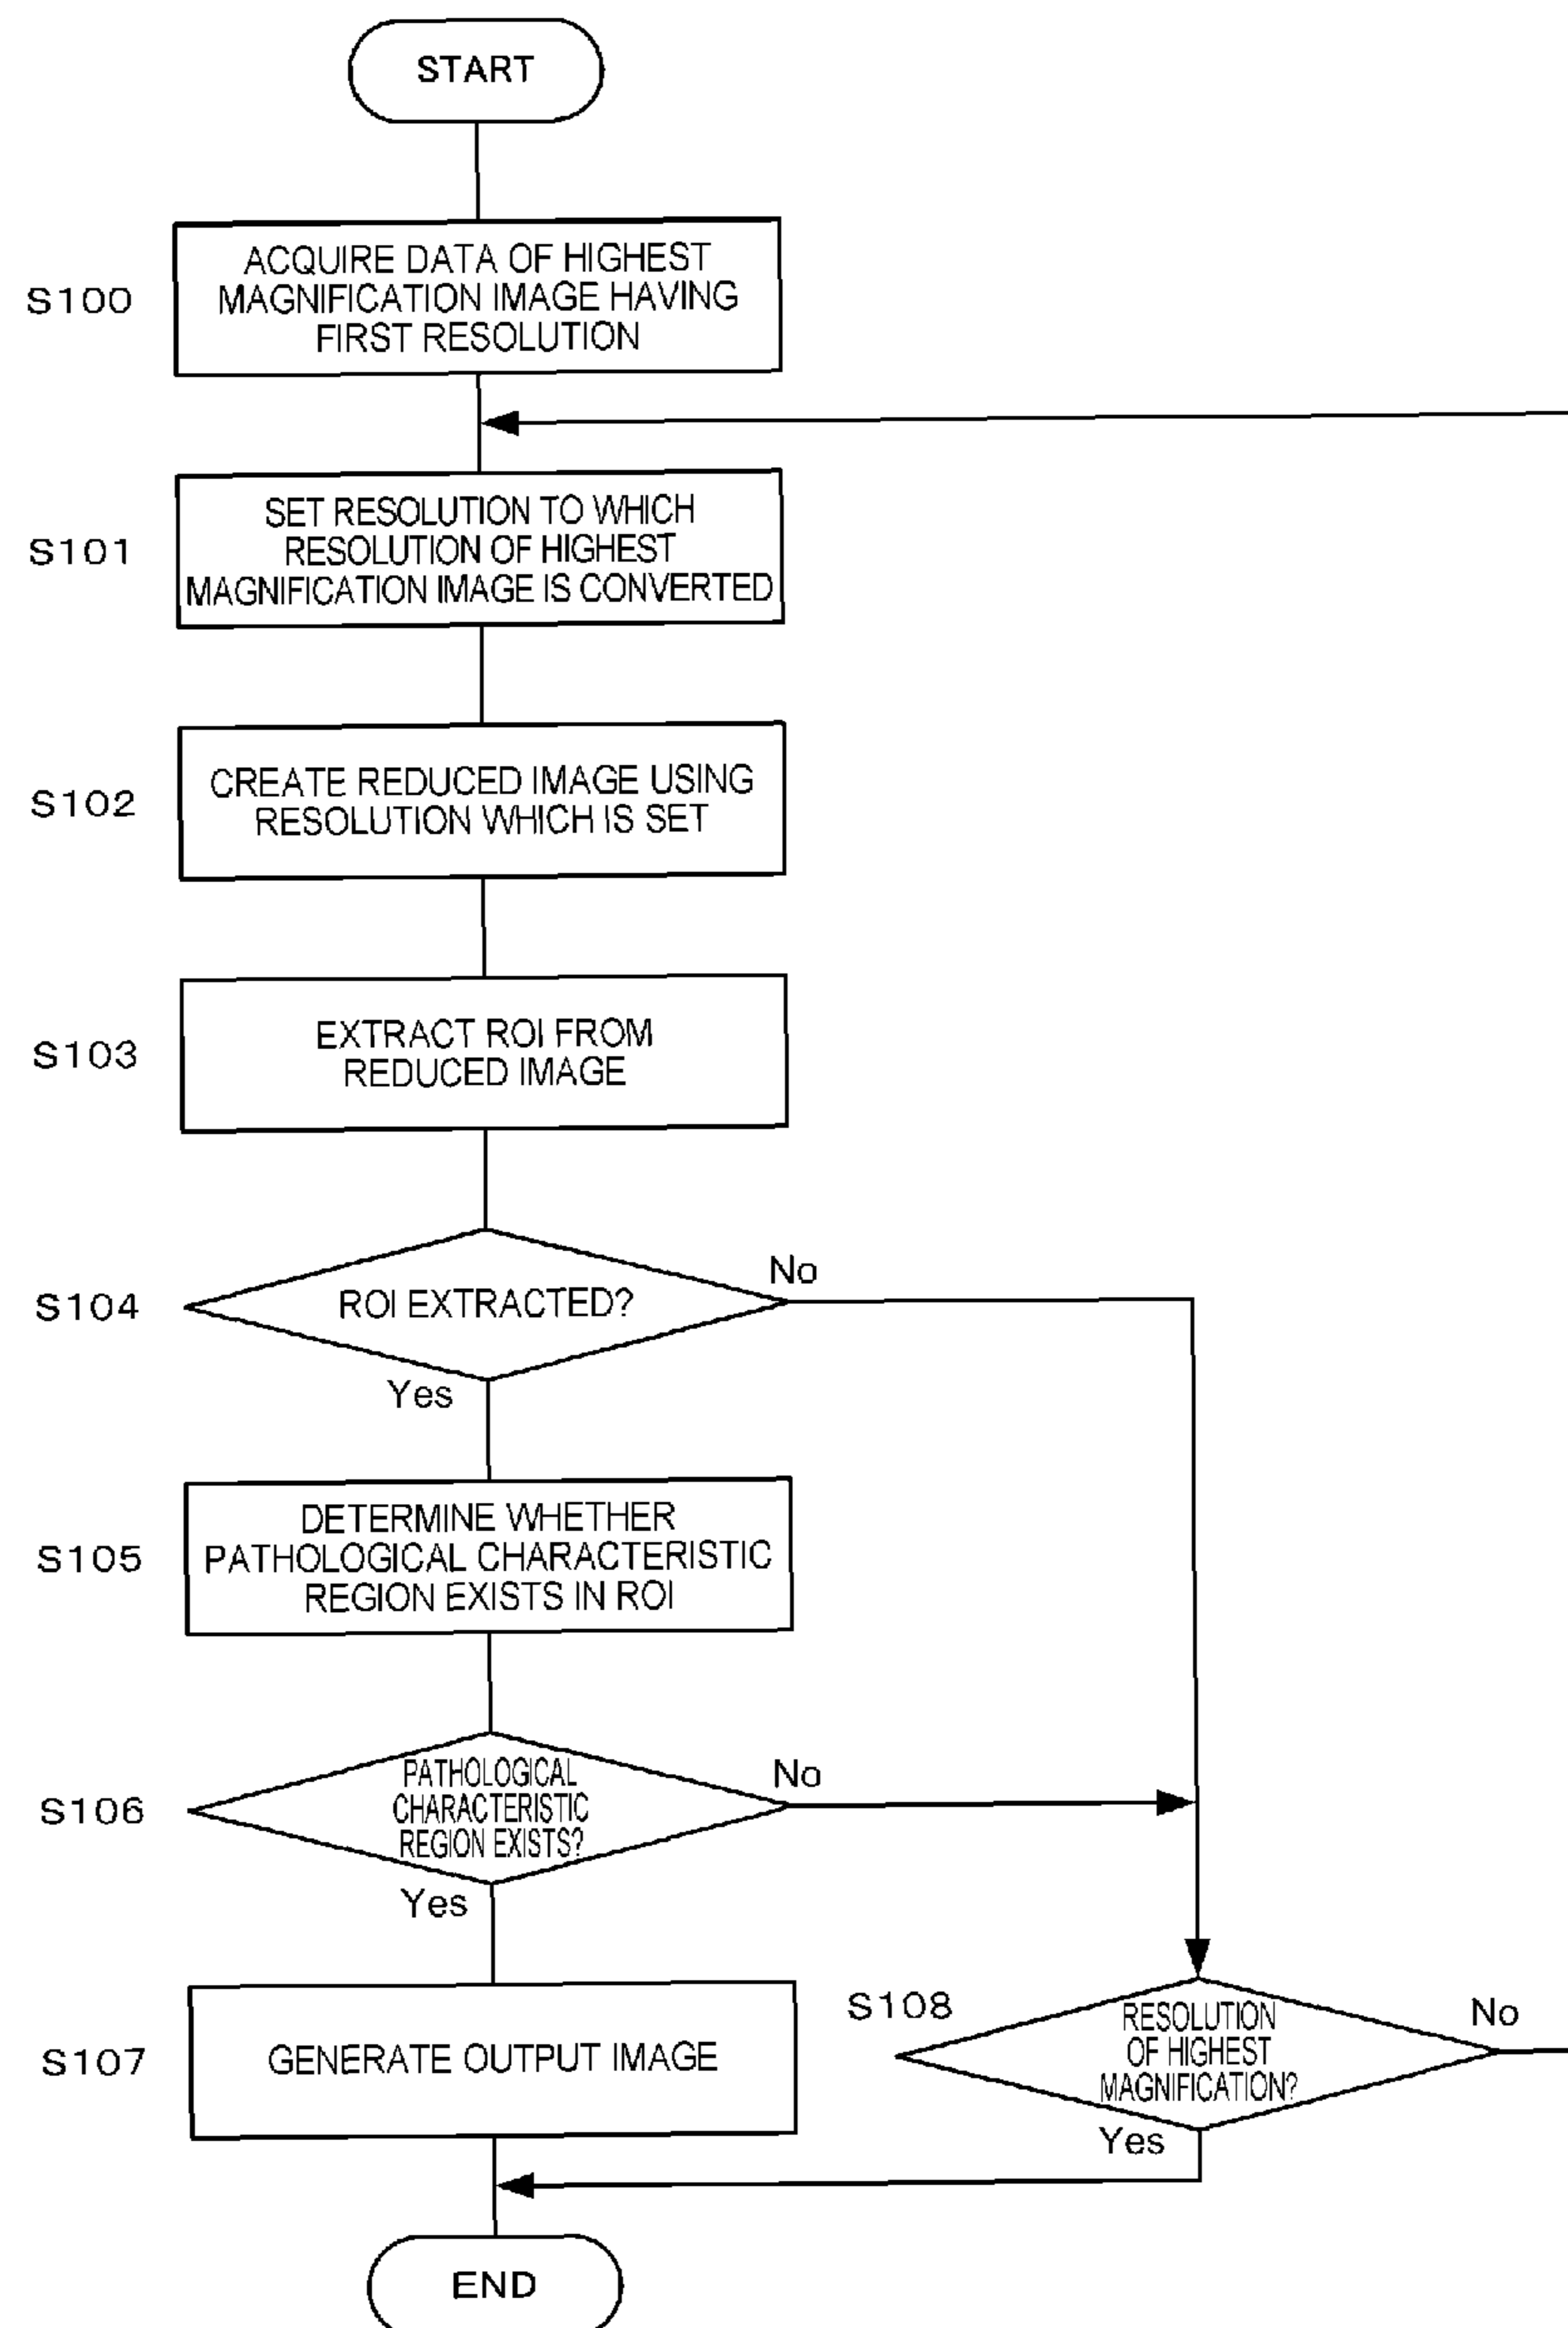 START
S100
ACQUIRE DATA OF HIGHEST
MAGNIFICATION IMAGE HAVING
FIRST RESOLUTION
S101
SET RESOLUTION TO WHICH
RESOLUTION OF HIGHEST
MAGNIFICATION IMAGE IS CONVERTED
S102
CREATE REDUCED IMAGE USING
RESOLUTION WHICH IS SET
S103
EXTRACT ROI FROM
REDUCED IMAGE
S104
ROI EXTRACTED?
No
Yes
S105
DETERMINE WHETHER
PATHOLOGICAL CHARACTERISTIC
REGION EXISTS IN ROI
S106
PATHOLOGICAL
CHARACTERISTIC
REGION EXISTS?
No
Yes
S107
GENERATE OUTPUT IMAGE
S108
RESOLUTION
OF HIGHEST
MAGNIFICATION?
No
Yes
END